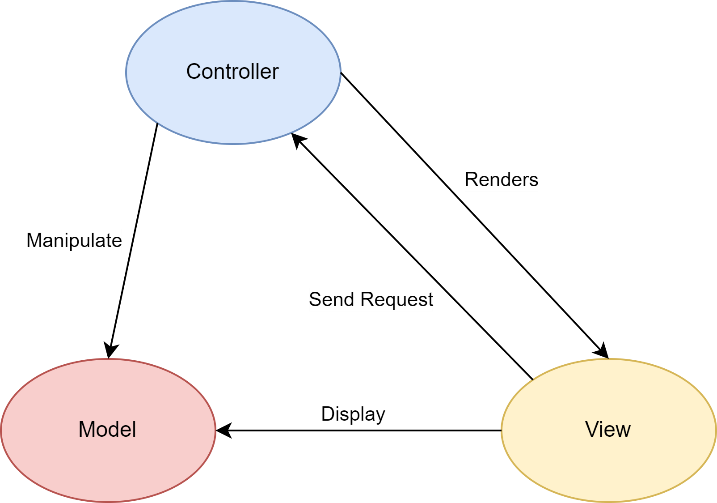 Controller
Renders
Manipulate
Send Request
Display
Model
View